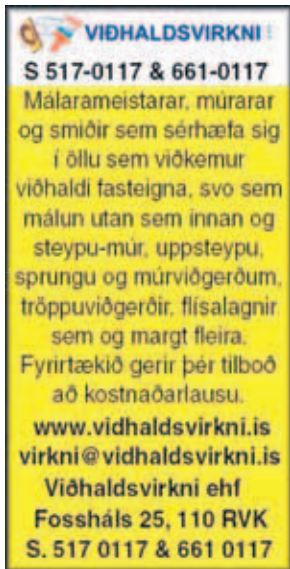 VIÐHALDSVIRKNI !
S 517-0117 & 661-0117
Málarameistarar, múrarar
og smiðir sem sérhæfa sig
í öllu sem viðkemur
viðhaldi fasteigna, svo sem
málun utan sem innan og
steypu-múr, uppsteypu,
sprungu og múrviðgerðum,
tröppuviðgerðir, flísalagnir
sem og margt fleira.
Fyrirtækið gerir þér tilboð
að kostnaðarlausu.
www.vidhaldsvirkni.is
virkni@vidhaldsvirkni.is
Viðhaldsvirkni ehf
Fossháls 25, 110 RVK
S. 517 0117 & 661 0117